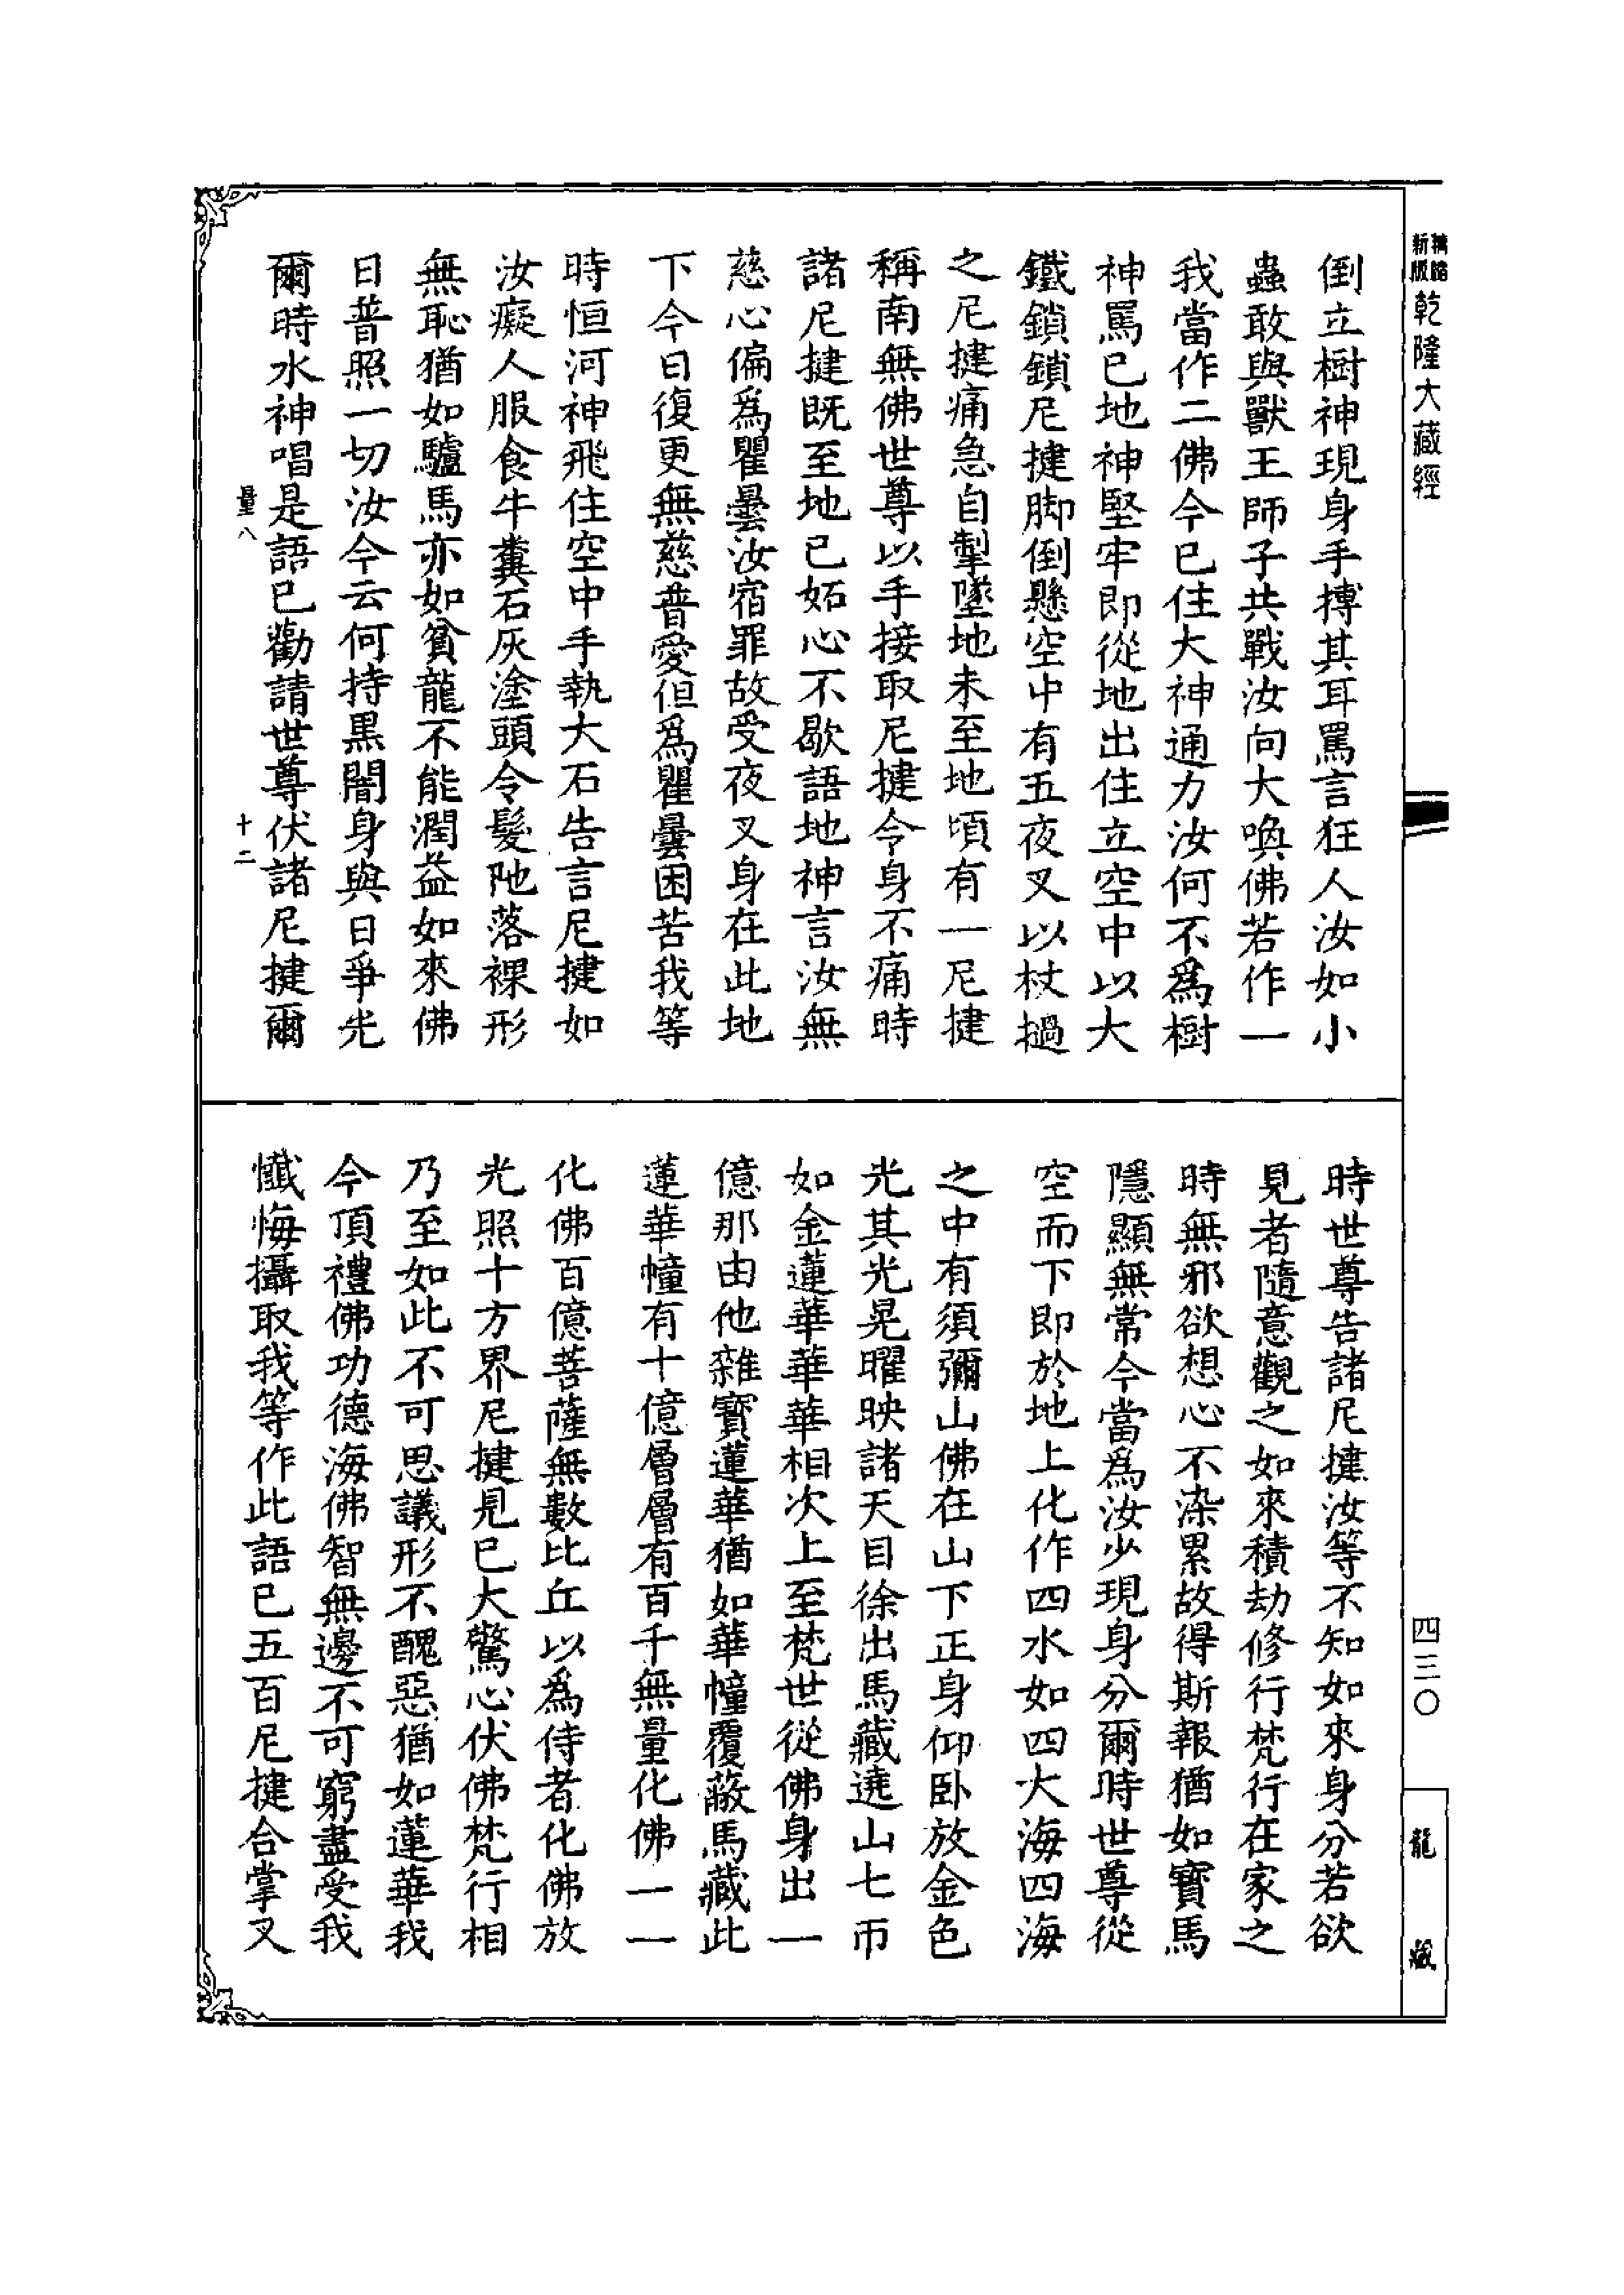 新版
精縮
乾隆大藏經
四三〇
龍藏
倒立樹神現身手搏其耳罵言狂人汝如小
蟲敢與獸王師子共戰汝向大喚佛若作一
我當作二佛今已住大神通力汝何不爲樹
神罵已地神堅牢即從地出住立空中以大
鐵鎖鎖尼揵脚倒懸空中有五夜叉以杖撾
之尼揵痛急自掣墜地未至地頃有一尼揵
稱南無佛世尊以手接取尼揵令身不痛時
諸尼揵既至地已妬心不歇語地神言汝無
慈心偏爲瞿曇汝宿罪故受夜叉身在此地
下今日復更無慈普愛但爲瞿曇困苦我等
時恒河神飛住空中手執大石告言尼揵如
汝癡人服食牛糞石灰塗頭令髮阤落裸形
無恥猶如驢馬亦如貧龍不能潤益如來佛
日普照一切汝今云何持黒闇身與日爭光
爾時水神唱是語已勸請世尊伏諸尼揵爾
量八
十二
時世尊告諸尼揵汝等不知如來身分若欲
見者隨意觀之如來積劫修行梵行在家之
時無邪欲想心不染累故得斯報猶如寶馬
隱顯無常今當爲汝少現身分爾時世尊從
空而下即於地上化作四水如四大海四海
之中有須彌山佛在山下正身仰卧放金色
光其光晃曜映諸天目徐出馬藏遶山七帀
如金蓮華華華相次上至梵世從佛身出一
億那由他雜寶蓮華猶如華幢覆蔽馬藏此
蓮華幢有十億層層有百千無量化佛一一
化佛百億菩薩無數比丘以為侍者化佛放
光照十方界尼揵見已大驚心伏佛梵行相
乃至如此不可思議形不醜惡猶如蓮華我
今頂禮佛功德海佛智無邊不可窮盡受我
懺悔攝取我等作此語已五百尼揵合掌叉